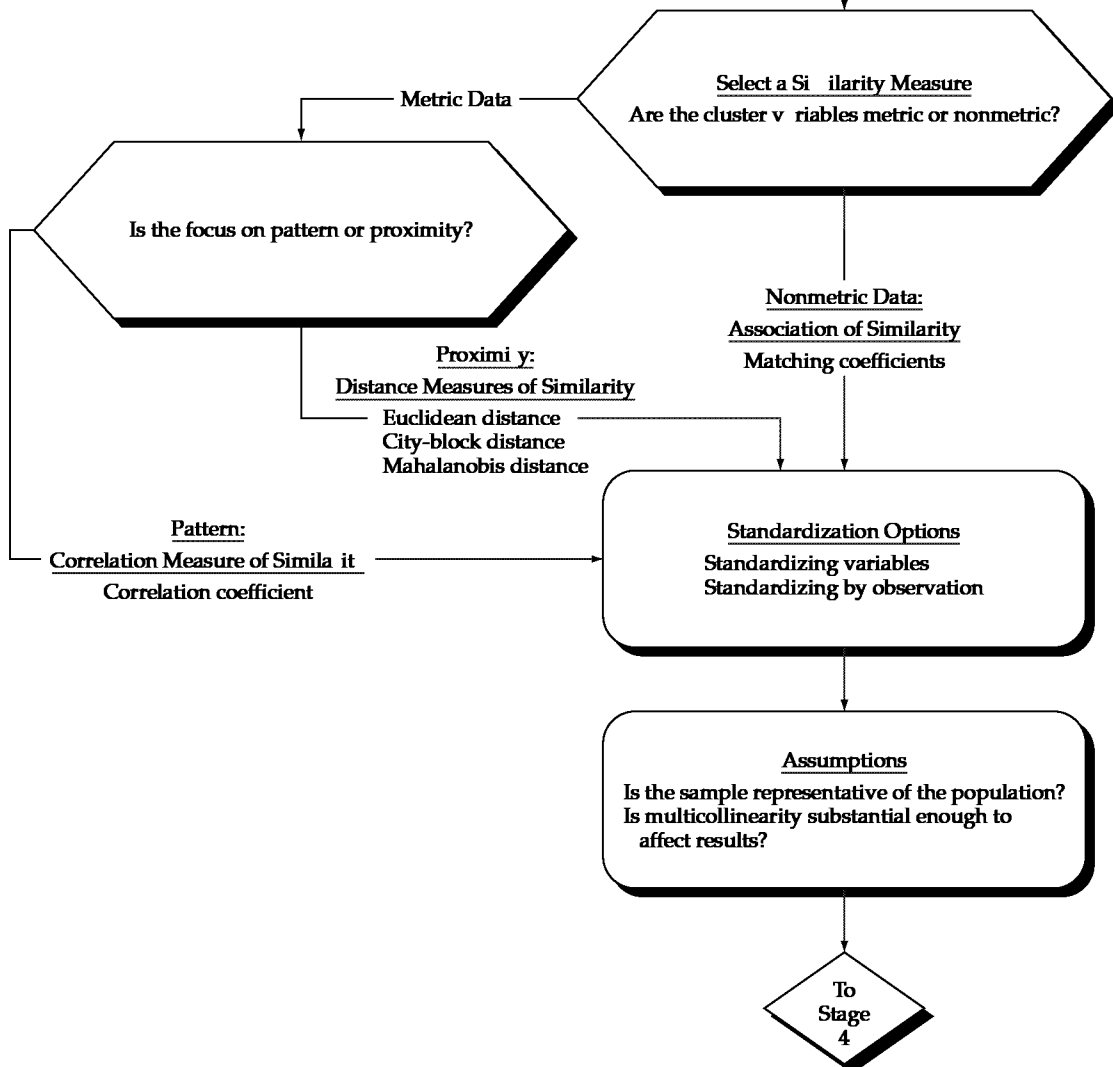 Select a Si ilarity Measure
Are the cluster v riables metric or nonmetric?
Metric Data
Is the focus on pattern or proximity?
Nonmetric Data:
Association of Similarity
Matching coefficients
Proximi y:
Distance Measures of Similarity
Euclidean distance
City-block distance
Mahalanobis distance
Pattern:
Correlation Measure of Simila it
Correlation coefficient
Standardization Options
Standardizing variables
Standardizing by observation
Assumptions
Is the sample representative of the population?
Is multicollinearity substantial enough to
affect results?
To
Stage
4